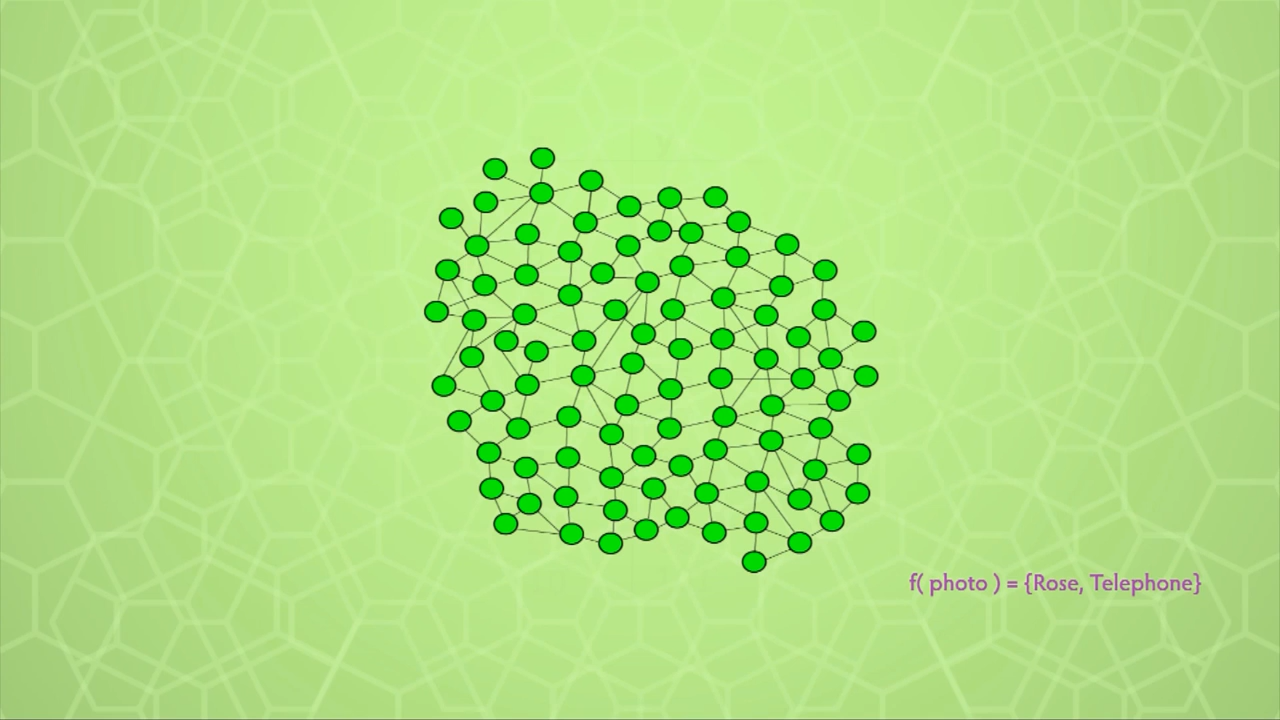 f( photo ) = {Rose, Telephone}